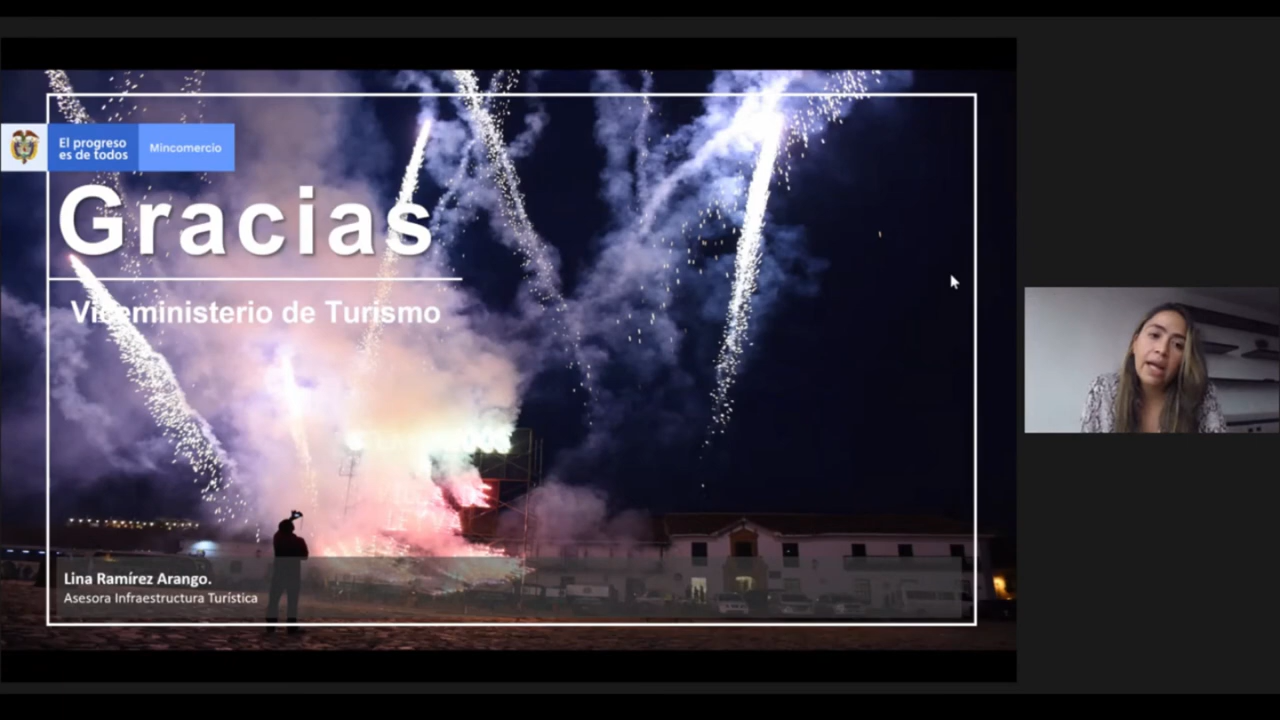 El progreso
es de todos
Mincomercio
Gracias
Viceministerio de Turismo
Lina Ramírez Arango.
Asesora Infraestructura Turística